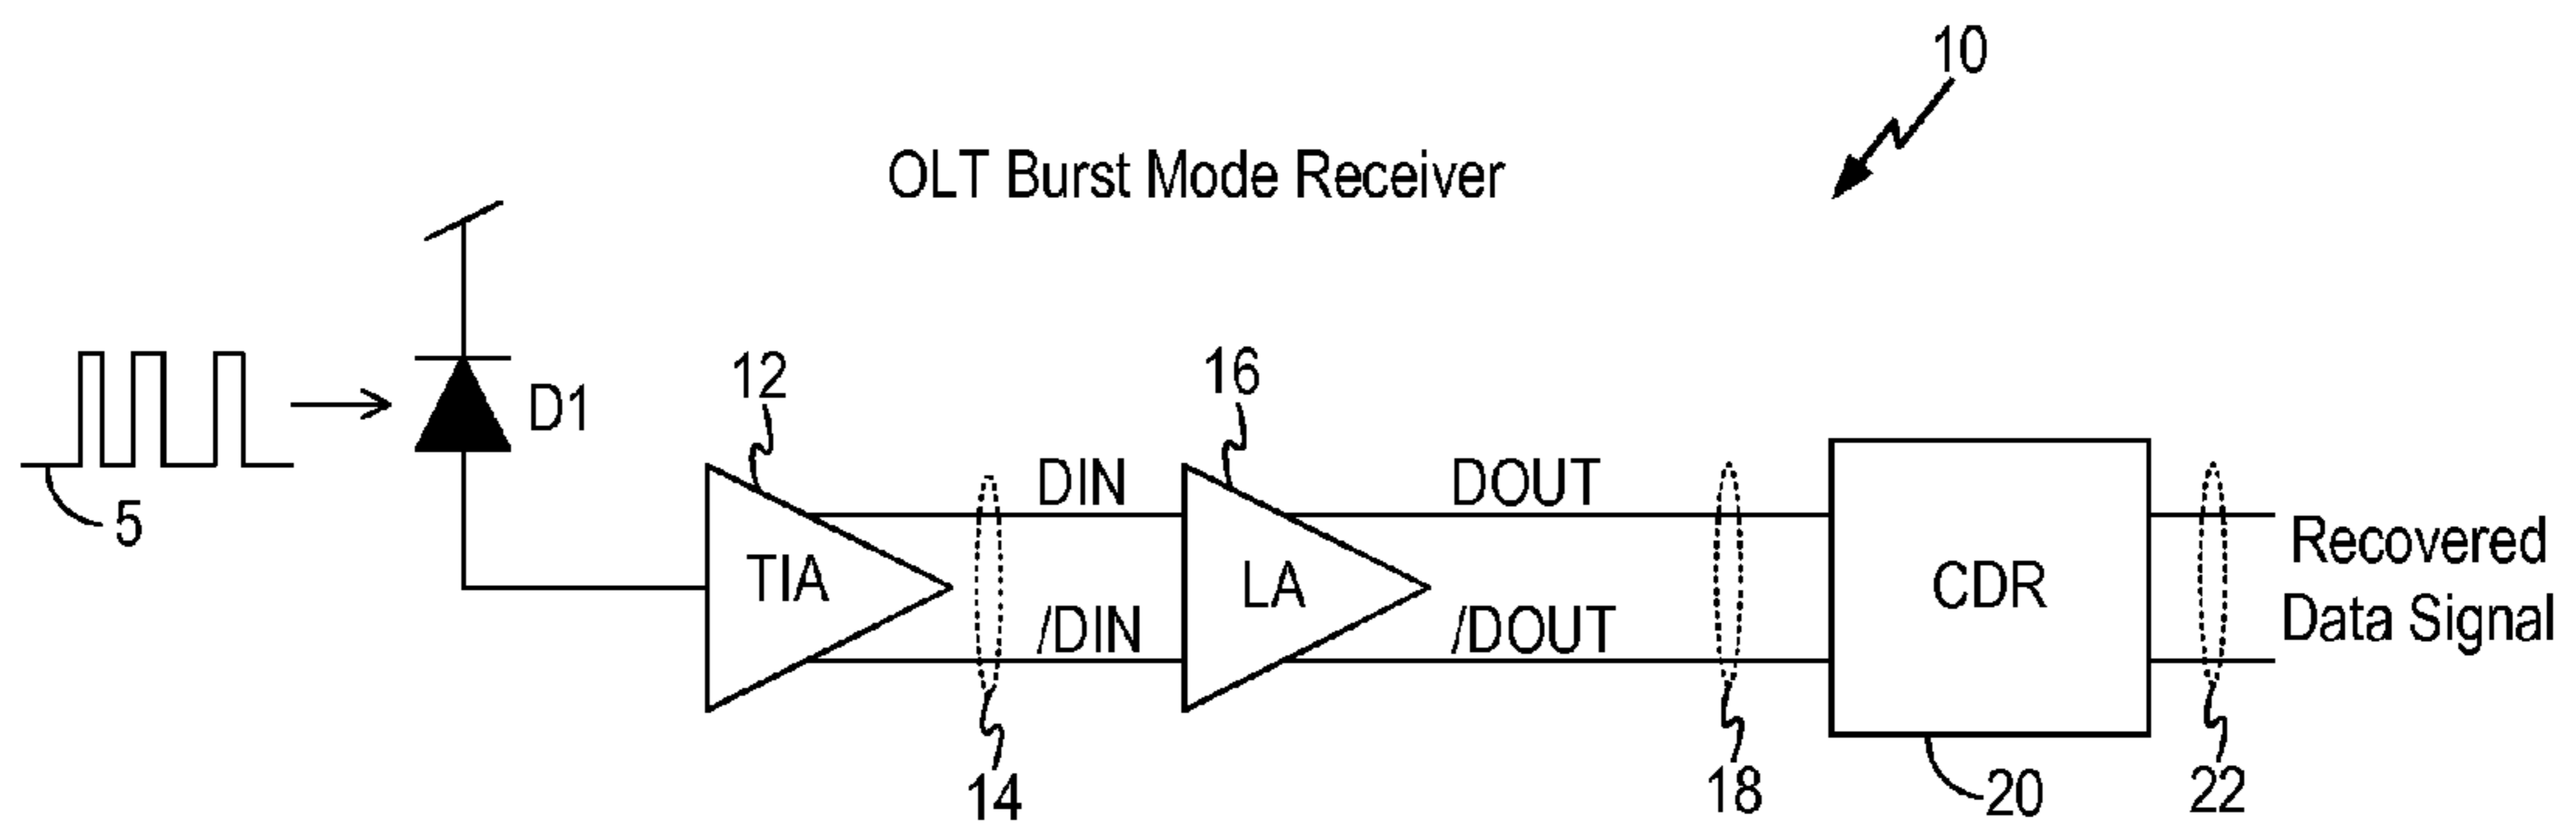 10
OLT Burst Mode Receiver
D1
12
16
5
DIN
DOUT
TIA
LA
CDR
Recovered
Data Signal
/DIN
/DOUT
14
18
20
22